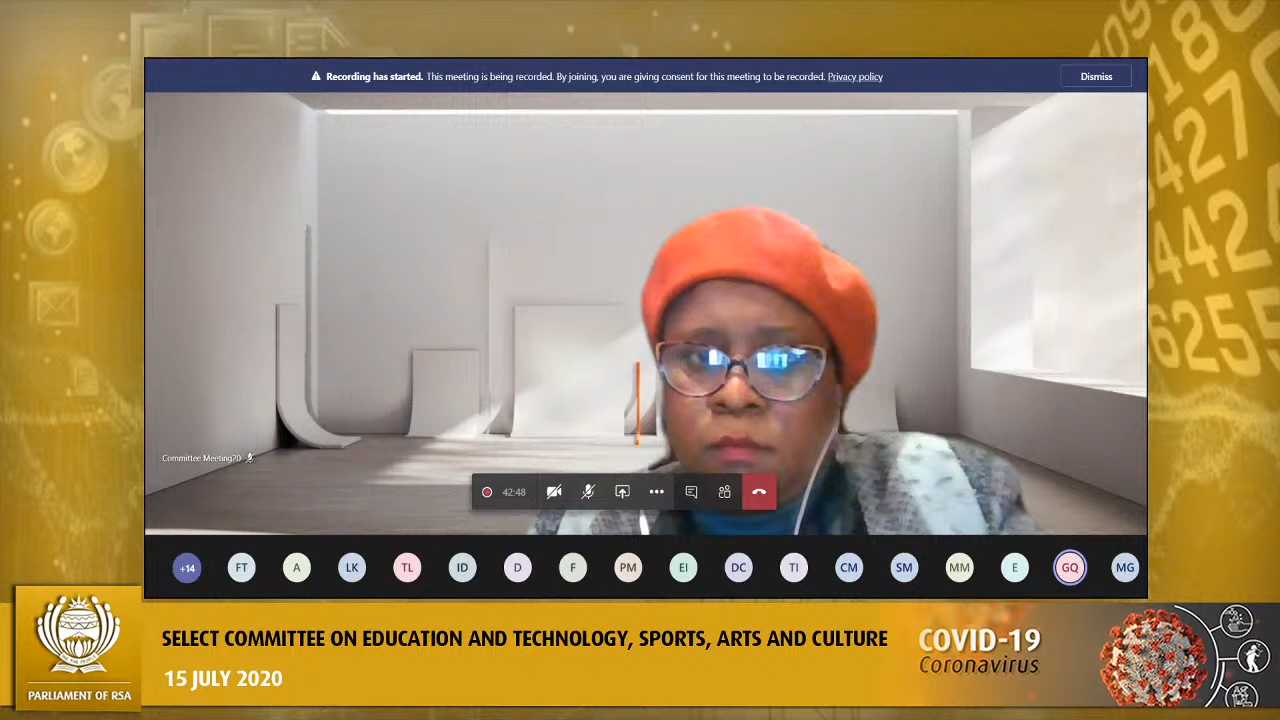 Recording has started. This meeting is being recorded. By joining, you are giving consent for this meeting to be recorded. Privacy policy
Dismiss
Committee Meeting20
42:48
+14 FT A LK TL ID D F PM EI DC TI CM SM MM E GQ MG
SELECT COMMITTEE ON EDUCATION AND TECHNOLOGY, SPORTS, ARTS AND CULTURE
15 JULY 2020
COVID-19
Coronavirus
PARLIAMENT OF RSA